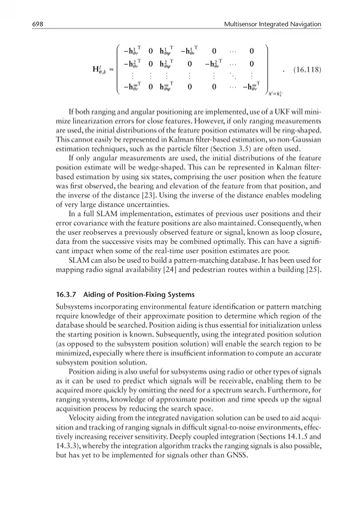 698 Multisensor Integrated Navigation
(16.118)
If both ranging and angular positioning are implemented, use of a UKF will mini-
mize linearization errors for close features. However, if only ranging measurements
are used, the initial distributions of the feature position estimates will be ring-shaped.
This cannot easily be represented in Kalman filter-based estimation, so non-Gaussian
estimation techniques, such as the particle filter (Section 3.5) are often used.
If only angular measurements are used, the initial distributions of the feature
position estimate will be wedge-shaped. This can be represented in Kalman filter-
based estimation by using six states, comprising the user position when the feature
was first observed, the bearing and elevation of the feature from that position, and
the inverse of the distance [23]. Using the inverse of the distance enables modeling
of very large distance uncertainties.
In a full SLAM implementation, estimates of previous user positions and their
error covariance with the feature positions are also maintained. Consequently, when
the user reobserves a previously observed feature or signal, known as loop closure,
data from the successive visits may be combined optimally. This can have a signifi-
cant impact when some of the real-time user position estimates are poor.
SLAM can also be used to build a pattern-matching database. It has been used for
mapping radio signal availability [24] and pedestrian routes within a building [25].
16.3.7 Aiding of Position-Fixing Systems
Subsystems incorporating environmental feature identification or pattern matching
require knowledge of their approximate position to determine which region of the
database should be searched. Position aiding is thus essential for initialization unless
the starting position is known. Subsequently, using the integrated position solution
(as opposed to the subsystem position solution) will enable the search region to be
minimized, especially where there is insufficient information to compute an accurate
subsystem position solution.
Position aiding is also useful for subsystems using radio or other types of signals
as it can be used to predict which signals will be receivable, enabling them to be
acquired more quickly by omitting the need for a spectrum search. Furthermore, for
ranging systems, knowledge of approximate position and time speeds up the signal
acquisition process by reducing the search space.
Velocity aiding from the integrated navigation solution can be used to aid acqui-
sition and tracking of ranging signals in difficult signal-to-noise environments, effec-
tively increasing receiver sensitivity. Deeply coupled integration (Sections 14.1.5 and
14.3.3), whereby the integration algorithm tracks the ranging signals is also possible,
but has yet to be implemented for signals other than GNSS.